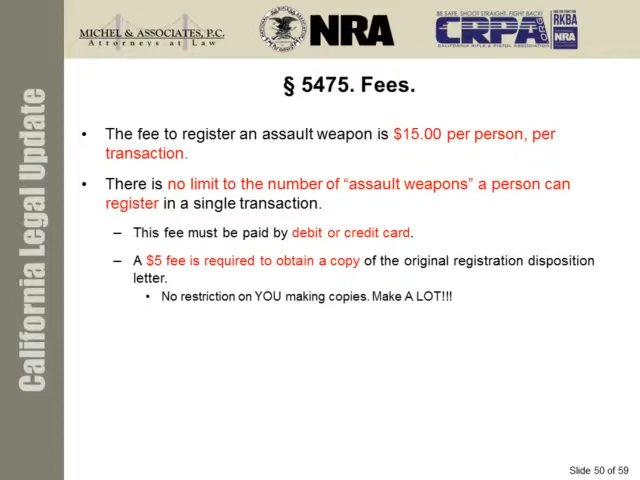 MICHEL & ASSOCIATES, P.C.
Attorneys at Law
NRA
BE SAFE, SHOOT STRAIGHT, FIGHT BACK!
CRPA.ORG
CALIFORNIA RIFLE & PISTOL ASSOCIATION
RKBA
NRA
California Legal Update
§ 5475. Fees.
• The fee to register an assault weapon is $15.00 per person, per
transaction.
• There is no limit to the number of “assault weapons” a person can
register in a single transaction.
– This fee must be paid by debit or credit card.
– A $5 fee is required to obtain a copy of the original registration disposition
letter.
• No restriction on YOU making copies. Make A LOT!!!
Slide 50 of 59